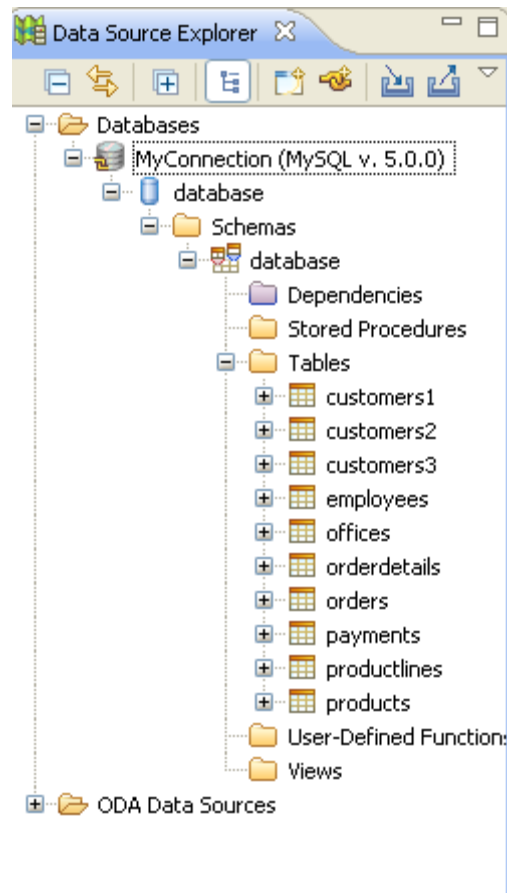 Data Source Explorer
Databases
MyConnection (MySQL v. 5.0.0)
database
Schemas
database
Dependencies
Stored Procedures
Tables
customers1
customers2
customers3
employees
offices
orderdetails
orders
payments
productlines
products
User-Defined Functions
Views
ODA Data Sources